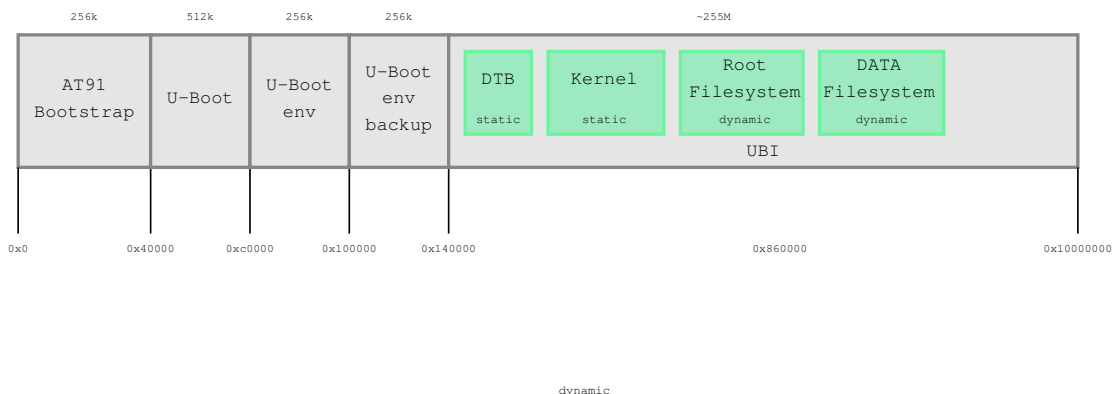 256k
512k
256k
256k
~255M
AT91
Bootstrap
U-Boot
U-Boot
env
U-Boot
env
backup
DTB
static
Kernel
static
Root
Filesystem
dynamic
DATA
Filesystem
dynamic
UBI
0x0
0x40000
0xc0000
0x100000
0x140000
0x860000
0x10000000
dynamic